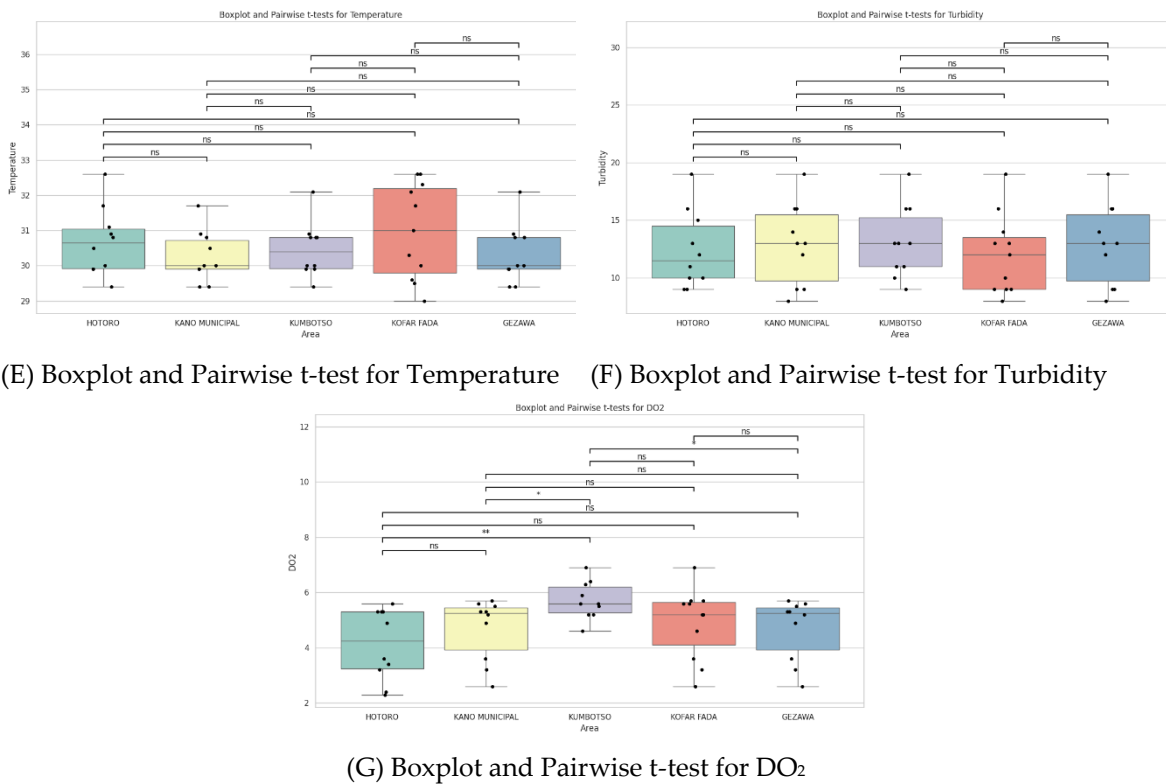 Boxplot and Pairwise t-tests for Temperature
36
35
34
33
32
31
30
29
Temperature
ns
ns
ns
ns
ns
ns
ns
ns
ns
ns
HOTORO
KANO MUNICIPAL
KUMBOTSO
KOFAR FADA
GEZAWA
Area
Boxplot and Pairwise t-tests for Turbidity
30
25
20
15
10
Turbidity
ns
ns
ns
ns
ns
ns
ns
ns
ns
ns
HOTORO
KANO MUNICIPAL
KUMBOTSO
KOFAR FADA
GEZAWA
Area
(E) Boxplot and Pairwise t-test for Temperature
(F) Boxplot and Pairwise t-test for Turbidity
Boxplot and Pairwise t-tests for DO2
12
10
8
6
4
2
DO2
ns
*
ns
ns
ns
*
ns
ns
**
ns
HOTORO
KANO MUNICIPAL
KUMBOTSO
KOFAR FADA
GEZAWA
Area
(G) Boxplot and Pairwise t-test for DO₂